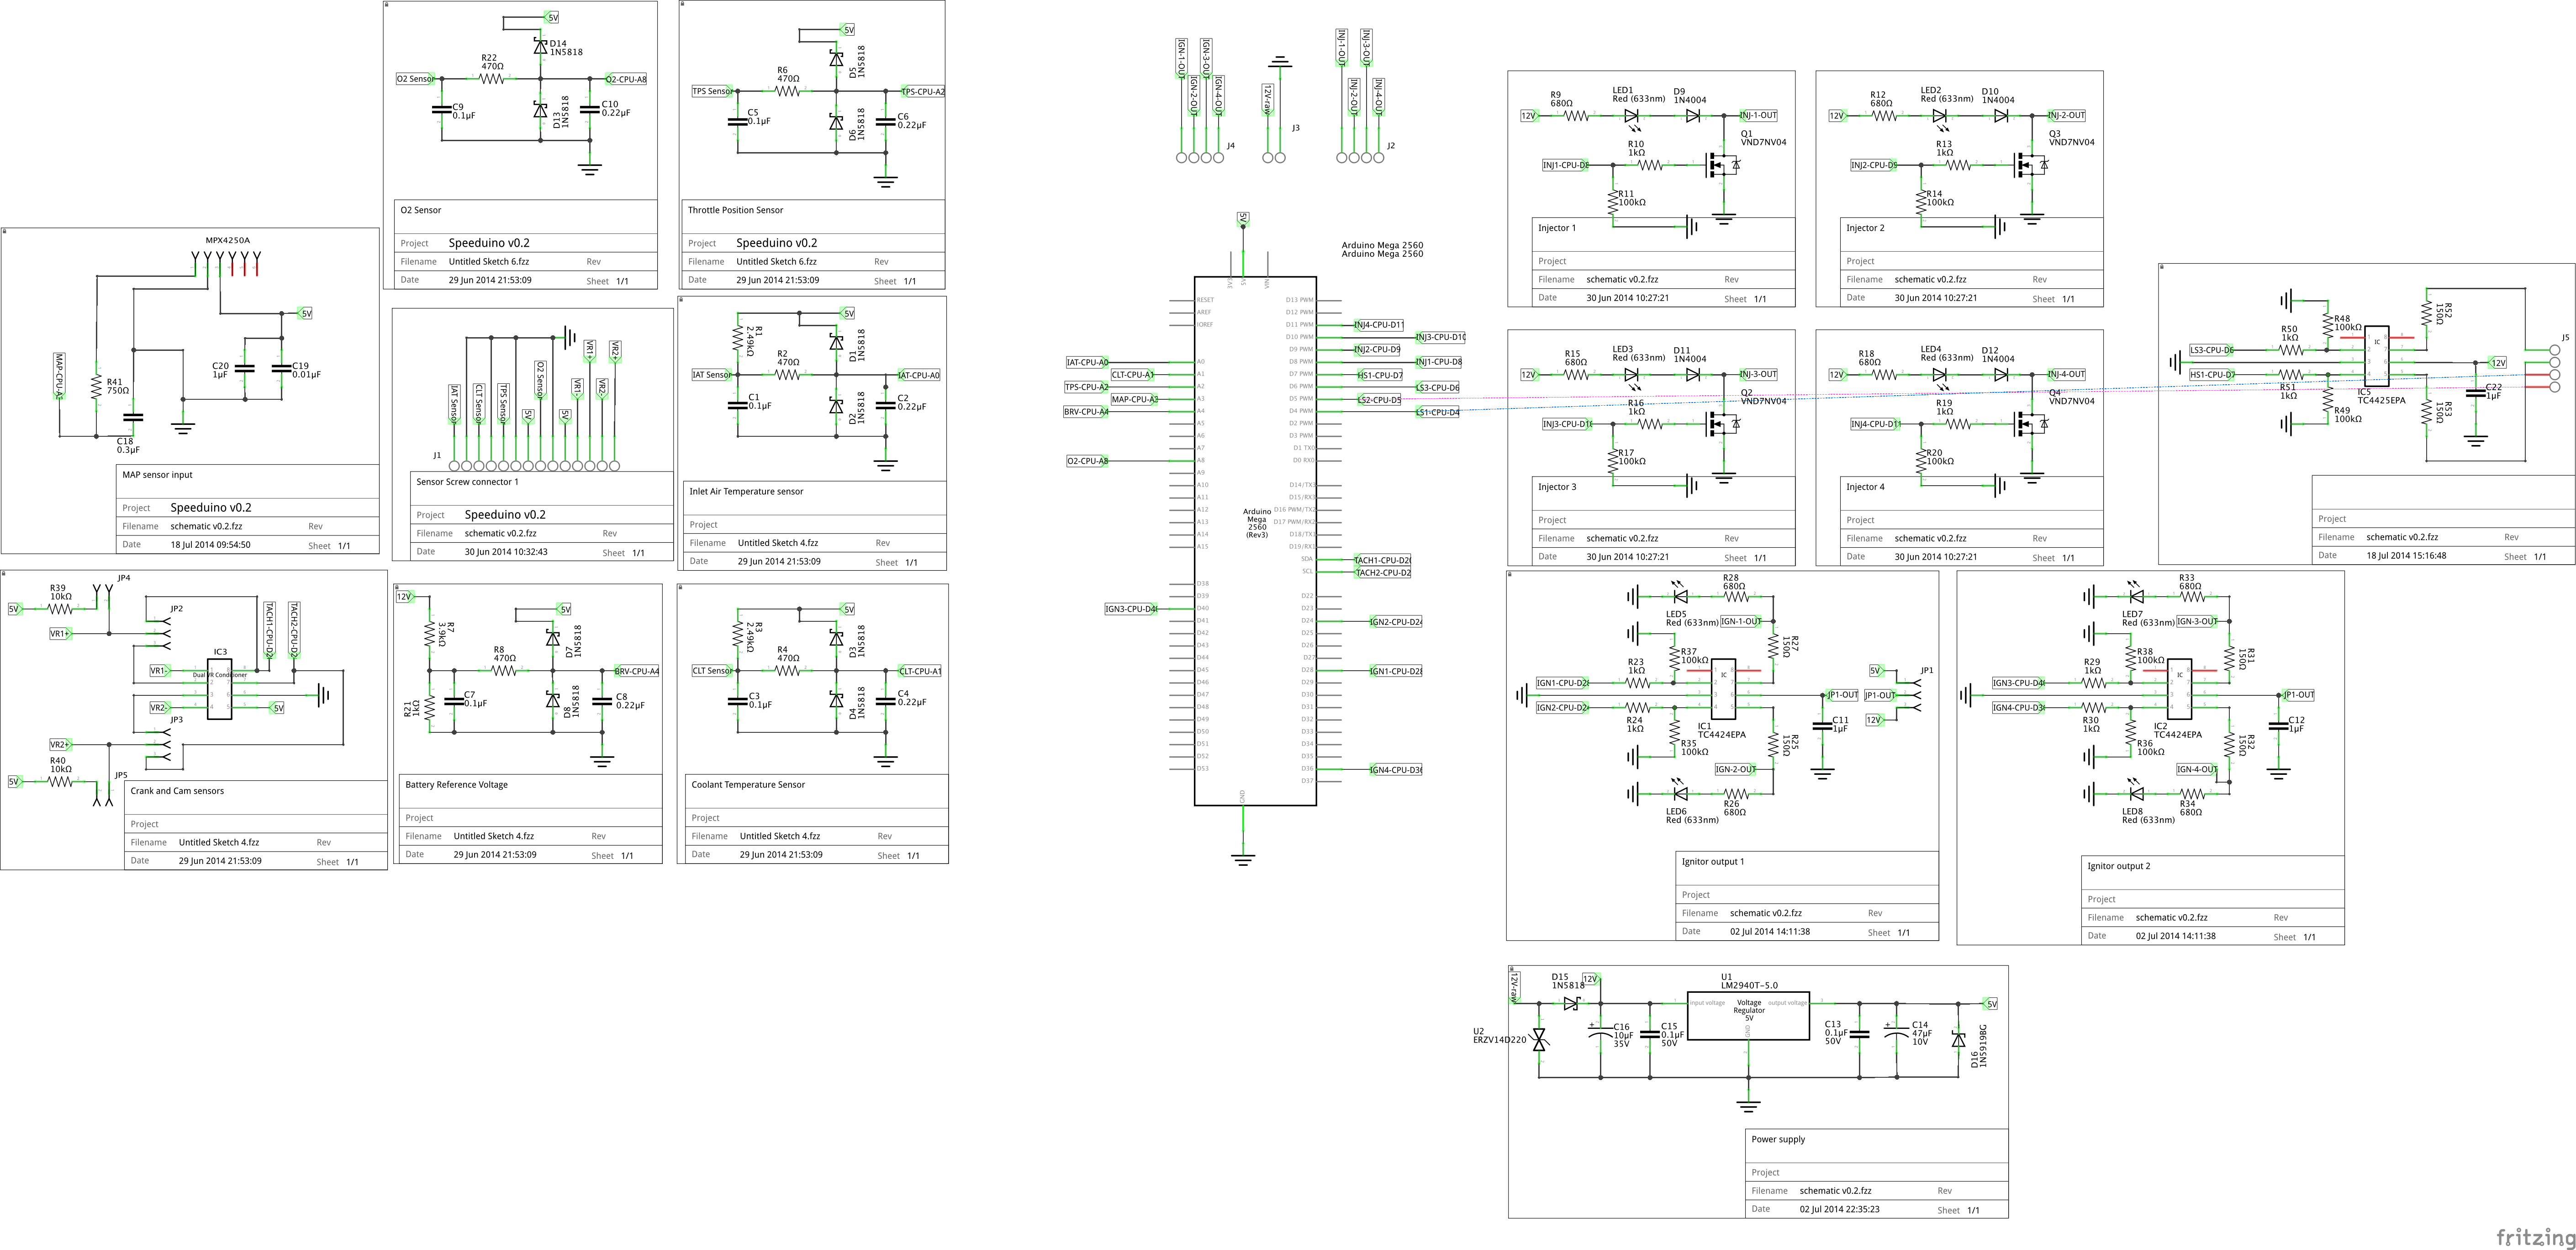 5V
D14
1N5818
R22
470Ω
O2 Sensor
O2-CPU-A8
C9
0.1µF
D13
1N5818
C10
0.22µF
O2 Sensor
Project Speeduino v0.2
Filename Untitled Sketch 6.fzz Rev
Date 29 Jun 2014 21:53:09 Sheet 1/1
5V
D5
1N5818
R6
470Ω
TPS Sensor
TPS-CPU-A2
C5
0.1µF
D6
1N5818
C6
0.22µF
Throttle Position Sensor
Project Speeduino v0.2
Filename Untitled Sketch 6.fzz Rev
Date 29 Jun 2014 21:53:09 Sheet 1/1
MPX4250A
5V
MAP-CPU-A3
R41
750Ω
C20
1µF
C19
0.01µF
C18
0.3µF
MAP sensor input
Project Speeduino v0.2
Filename schematic v0.2.fzz Rev
Date 18 Jul 2014 09:54:50 Sheet 1/1
IAT Sensor
CLT Sensor
TPS Sensor
5V
O2 Sensor
5V
VR1-
VR1+
VR2-
VR2+
J1
Sensor Screw connector 1
Project Speeduino v0.2
Filename schematic v0.2.fzz Rev
Date 30 Jun 2014 10:32:43 Sheet 1/1
5V
R1
2.49kΩ
D1
1N5818
R2
470Ω
IAT Sensor
IAT-CPU-A0
C1
0.1µF
D2
1N5818
C2
0.22µF
Inlet Air Temperature sensor
Project
Filename Untitled Sketch 4.fzz Rev
Date 29 Jun 2014 21:53:09 Sheet 1/1
JP4
R39
10kΩ
5V
JP2
VR1+
TACH1-CPU-D2
TACH2-CPU-D2
IC3
Dual VR Conditioner
VR1-
1 8
2 7
3 6
4 5
VR2-
5V
JP3
VR2+
R40
10kΩ
5V
JP5
Crank and Cam sensors
Project
Filename Untitled Sketch 4.fzz Rev
Date 29 Jun 2014 21:53:09 Sheet 1/1
12V
R7
3.9kΩ
5V
D7
1N5818
R8
470Ω
BRV-CPU-A4
R21
1kΩ
C7
0.1µF
D8
1N5818
C8
0.22µF
Battery Reference Voltage
Project
Filename Untitled Sketch 4.fzz Rev
Date 29 Jun 2014 21:53:09 Sheet 1/1
5V
R3
2.49kΩ
D3
1N5818
R4
470Ω
CLT Sensor
CLT-CPU-A1
C3
0.1µF
D4
1N5818
C4
0.22µF
Coolant Temperature Sensor
Project
Filename Untitled Sketch 4.fzz Rev
Date 29 Jun 2014 21:53:09 Sheet 1/1
IGN-1-OUT
IGN-2-OUT
IGN-3-OUT
IGN-4-OUT
J4
12V-raw
J3
INJ-1-OUT
INJ-2-OUT
INJ-3-OUT
INJ-4-OUT
J2
5V
Arduino Mega 2560
Arduino Mega 2560
3V3
5V
VIN
RESET
AREF
IOREF
A0
A1
A2
A3
A4
A5
A6
A7
A8
A9
A10
A11
A12
A13
A14
A15
D38
D39
D40
D41
D42
D43
D44
D45
D46
D47
D48
D49
D50
D51
D52
D53
Arduino
Mega
2560
(Rev3)
D13 PWM
D12 PWM
D11 PWM
D10 PWM
D9 PWM
D8 PWM
D7 PWM
D6 PWM
D5 PWM
D4 PWM
D2 PWM
D3 PWM
D1 TX0
D0 RX0
D14/TX3
D15/RX3
D16 PWM/TX2
D17 PWM/RX2
D18/TX1
D19/RX1
SDA
SCL
D22
D23
D24
D25
D26
D27
D28
D29
D30
D31
D32
D33
D34
D35
D36
D37
GND
IAT-CPU-A0
CLT-CPU-A1
TPS-CPU-A2
MAP-CPU-A3
BRV-CPU-A4
O2-CPU-A8
IGN3-CPU-D4
INJ4-CPU-D11
INJ3-CPU-D10
INJ2-CPU-D9
INJ1-CPU-D8
HS1-CPU-D7
LS3-CPU-D6
LS2-CPU-D5
LS1-CPU-D4
TACH1-CPU-D2
TACH2-CPU-D2
IGN2-CPU-D24
IGN1-CPU-D28
IGN4-CPU-D36
R9
680Ω
LED1
Red (633nm)
D9
1N4004
12V
INJ-1-OUT
Q1
VND7NV04
R10
1kΩ
INJ1-CPU-D8
R11
100kΩ
Injector 1
Project
Filename schematic v0.2.fzz Rev
Date 30 Jun 2014 10:27:21 Sheet 1/1
R12
680Ω
LED2
Red (633nm)
D10
1N4004
12V
INJ-2-OUT
Q3
VND7NV04
R13
1kΩ
INJ2-CPU-D9
R14
100kΩ
Injector 2
Project
Filename schematic v0.2.fzz Rev
Date 30 Jun 2014 10:27:21 Sheet 1/1
R15
680Ω
LED3
Red (633nm)
D11
1N4004
12V
INJ-3-OUT
Q2
VND7NV04
R16
1kΩ
INJ3-CPU-D10
R17
100kΩ
Injector 3
Project
Filename schematic v0.2.fzz Rev
Date 30 Jun 2014 10:27:21 Sheet 1/1
R18
680Ω
LED4
Red (633nm)
D12
1N4004
12V
INJ-4-OUT
Q4
VND7NV04
R19
1kΩ
INJ4-CPU-D11
R20
100kΩ
Injector 4
Project
Filename schematic v0.2.fzz Rev
Date 30 Jun 2014 10:27:21 Sheet 1/1
R48
100kΩ
R52
150Ω
R50
1kΩ
LS3-CPU-D6
HS1-CPU-D7
R51
1kΩ
R49
100kΩ
IC
IC5
TC4425EPA
R53
150Ω
12V
C22
1µF
J5
Project
Filename schematic v0.2.fzz Rev
Date 18 Jul 2014 15:16:48 Sheet 1/1
R28
680Ω
LED5
Red (633nm)
IGN-1-OUT
R27
150Ω
R37
100kΩ
R23
1kΩ
IGN1-CPU-D28
IGN2-CPU-D24
R24
1kΩ
IC
IC1
TC4424EPA
R35
100kΩ
R25
150Ω
IGN-2-OUT
LED6
Red (633nm)
R26
680Ω
JP1-OUT
C11
1µF
5V
JP1
JP1-OUT
12V
Ignitor output 1
Project
Filename schematic v0.2.fzz Rev
Date 02 Jul 2014 14:11:38 Sheet 1/1
R33
680Ω
LED7
Red (633nm)
IGN-3-OUT
R31
150Ω
R38
100kΩ
R29
1kΩ
IGN3-CPU-D4
IGN4-CPU-D3
R30
1kΩ
IC
IC2
TC4424EPA
R36
100kΩ
R32
150Ω
IGN-4-OUT
LED8
Red (633nm)
R34
680Ω
JP1-OUT
C12
1µF
Ignitor output 2
Project
Filename schematic v0.2.fzz Rev
Date 02 Jul 2014 14:11:38 Sheet 1/1
12V-raw
D15
1N5818
12V
U1
LM2940T-5.0
input voltage
Voltage
Regulator
5V
output voltage
GND
U2
ERZV14D220
C16
10µF
35V
C15
0.1µF
50V
C13
0.1µF
50V
C14
47µF
10V
D16
1N5919BG
5V
Power supply
Project
Filename schematic v0.2.fzz Rev
Date 02 Jul 2014 22:35:23 Sheet 1/1
fritzing